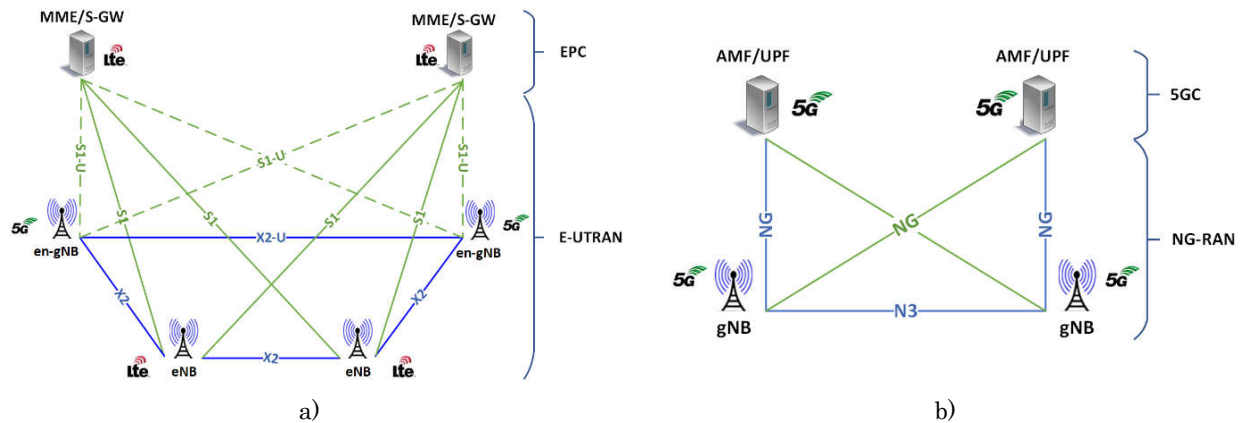 MME/S-GW
MME/S-GW
Lte
Lte
EPC
S1-U
S1-U
S1-U
S1
S1
S1
S1
5G
en-gNB
X2-U
5G
en-gNB
E-UTRAN
X2
X2
Lte
eNB
X2
eNB
Lte
a)
AMF/UPF
AMF/UPF
5G
5G
5GC
NG
NG
NG
NG-RAN
5G
gNB
N3
5G
gNB
b)